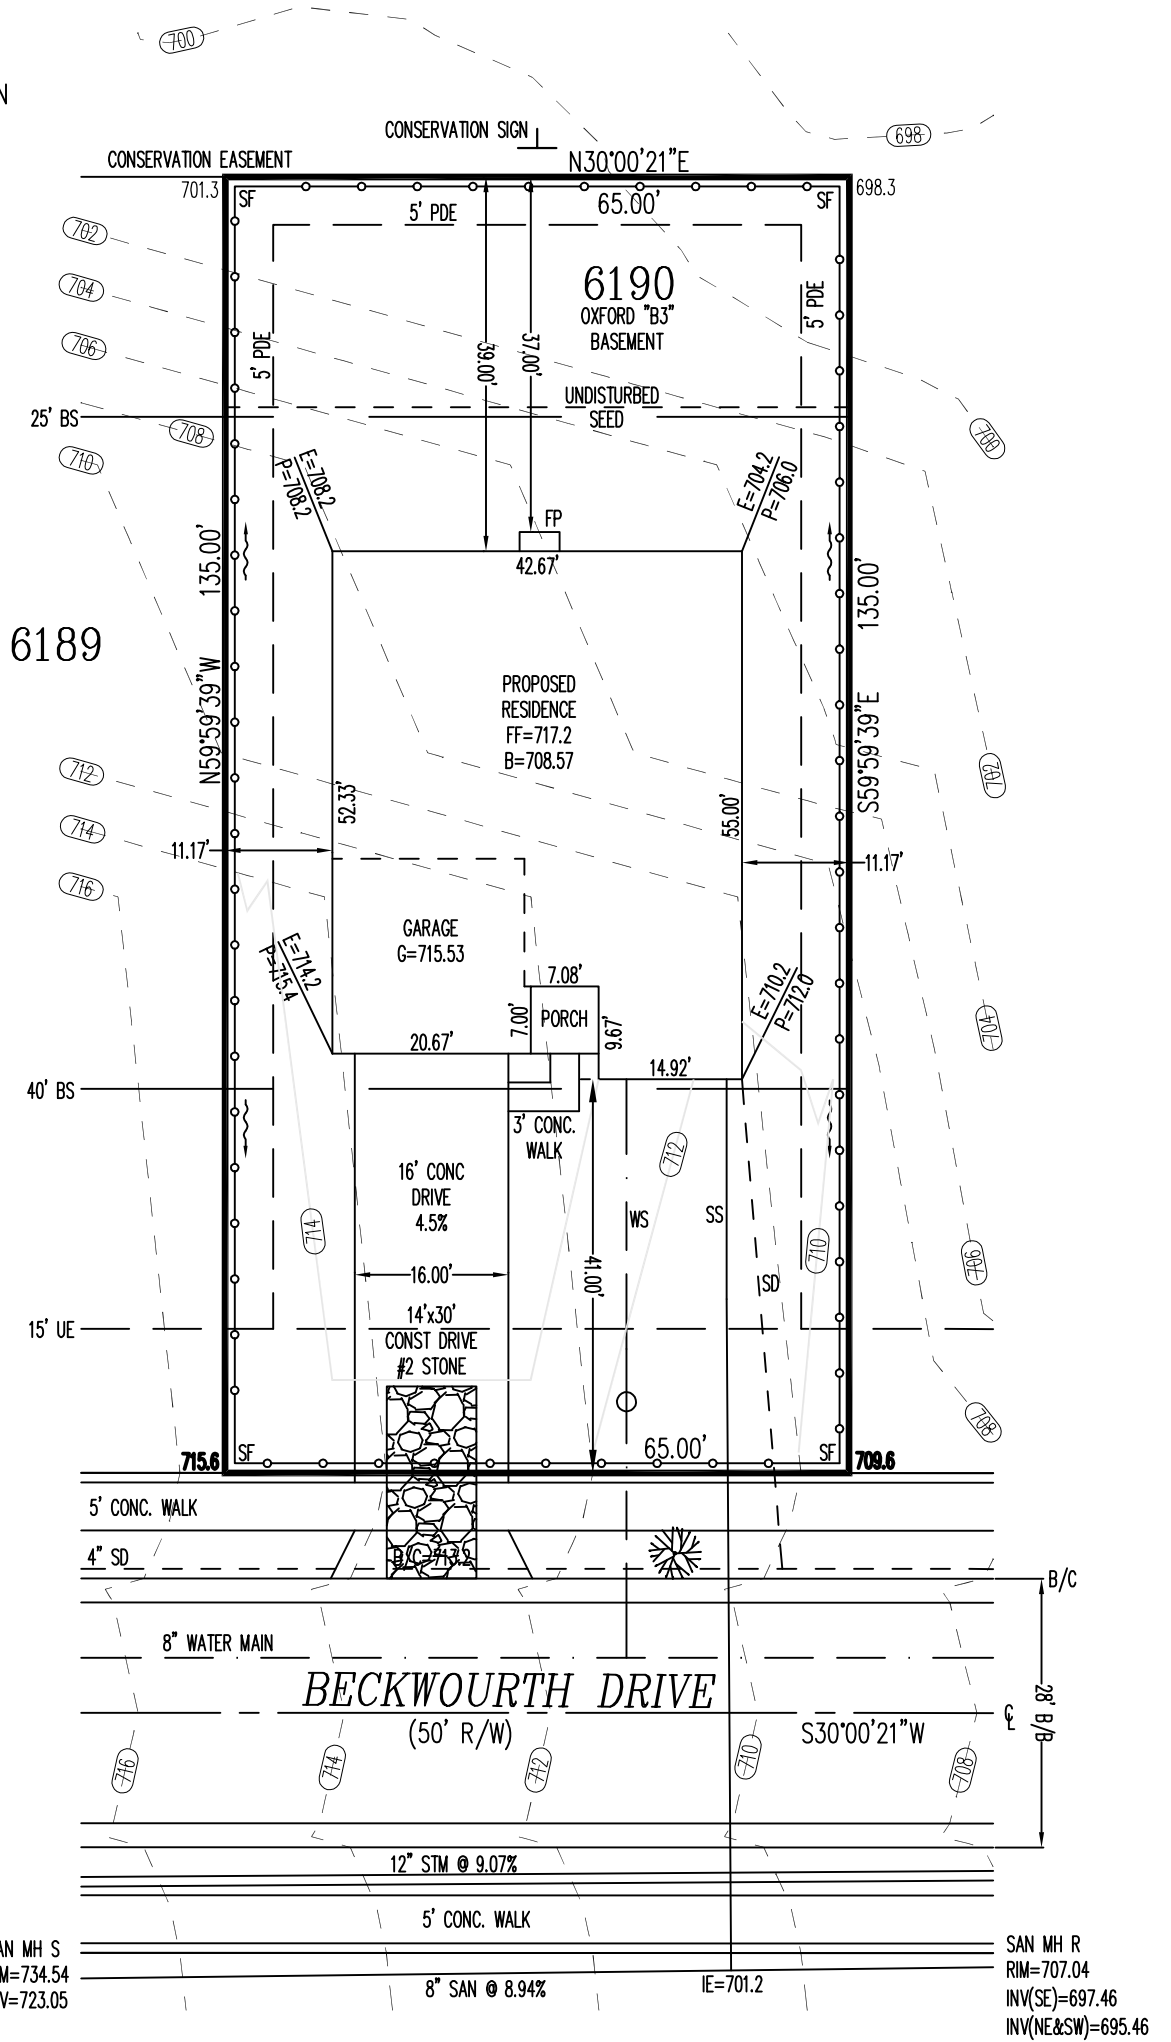 700
698
N
CONSERVATION SIGN
CONSERVATION EASEMENT
N30°00'21"E
701.3
698.3
SF
65.00'
SF
5' PDE
702
704
706
6190
OXFORD "B3"
BASEMENT
5' PDE
5' PDE
39.00'
37.00'
UNDISTURBED
SEED
25' BS
708
710
700
E=708.2
P=708.2
E=704.2
P=706.0
FP
42.67'
135.00'
135.00'
6189
N59°59'39"W
S59°59'39"E
PROPOSED
RESIDENCE
FF=717.2
B=708.57
702
712
714
716
52.33'
55.00'
11.17'
11.17'
GARAGE
G=715.53
E=714.2
P=715.4
E=710.2
P=712.0
7.08'
7.00'
PORCH
9.67'
704
20.67'
14.92'
40' BS
3' CONC.
WALK
712
16' CONC
DRIVE
4.5%
714
WS
SS
710
706
41.00'
SD
16.00'
15' UE
14'x30'
CONST DRIVE
#2 STONE
708
65.00'
SF
SF
715.6
709.6
5' CONC. WALK
4" SD
B/C=713.2
B/C
8" WATER MAIN
BECKWOURTH DRIVE
(50' R/W)
S30°00'21"W
CL
28' B/B
716
714
712
710
708
12" STM @ 9.07%
5' CONC. WALK
AN MH S
M=734.54
V=723.05
8" SAN @ 8.94%
IE=701.2
SAN MH R
RIM=707.04
INV(SE)=697.46
INV(NE&SW)=695.46